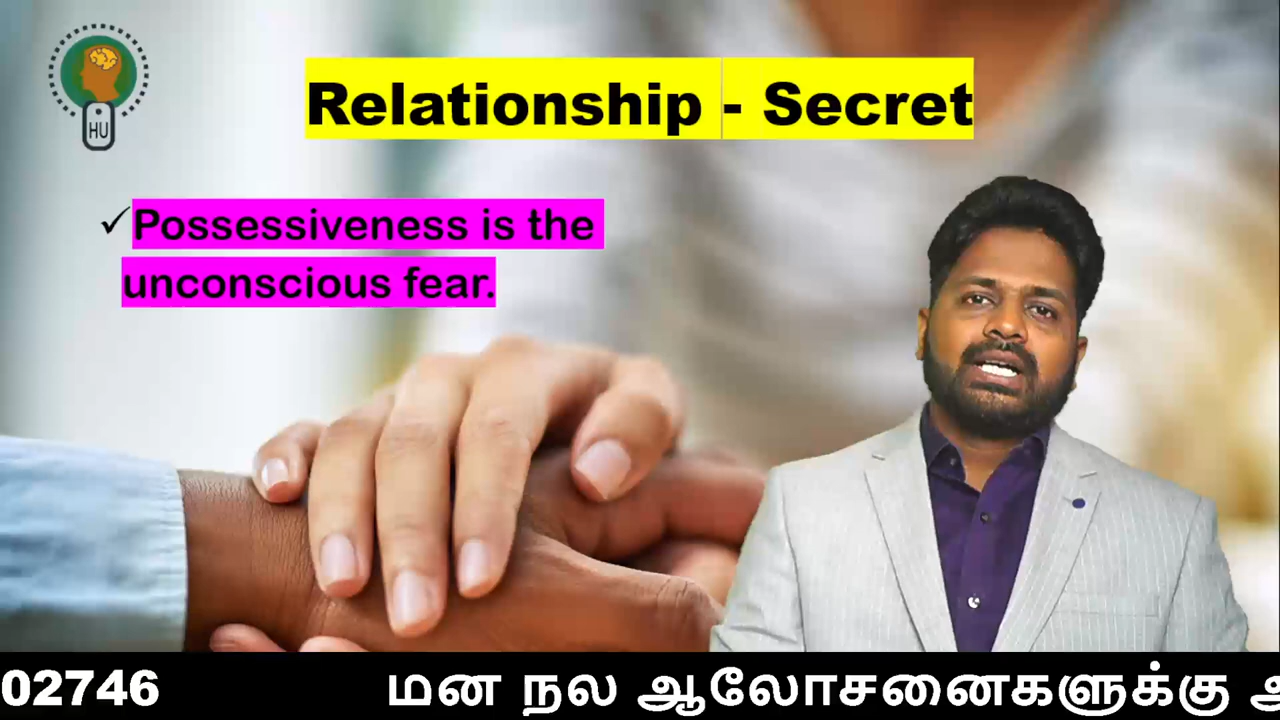 HU
Relationship - Secret
✓Possessiveness is the
unconscious fear.
02746 மன நல ஆலோசனைகளுக்கு